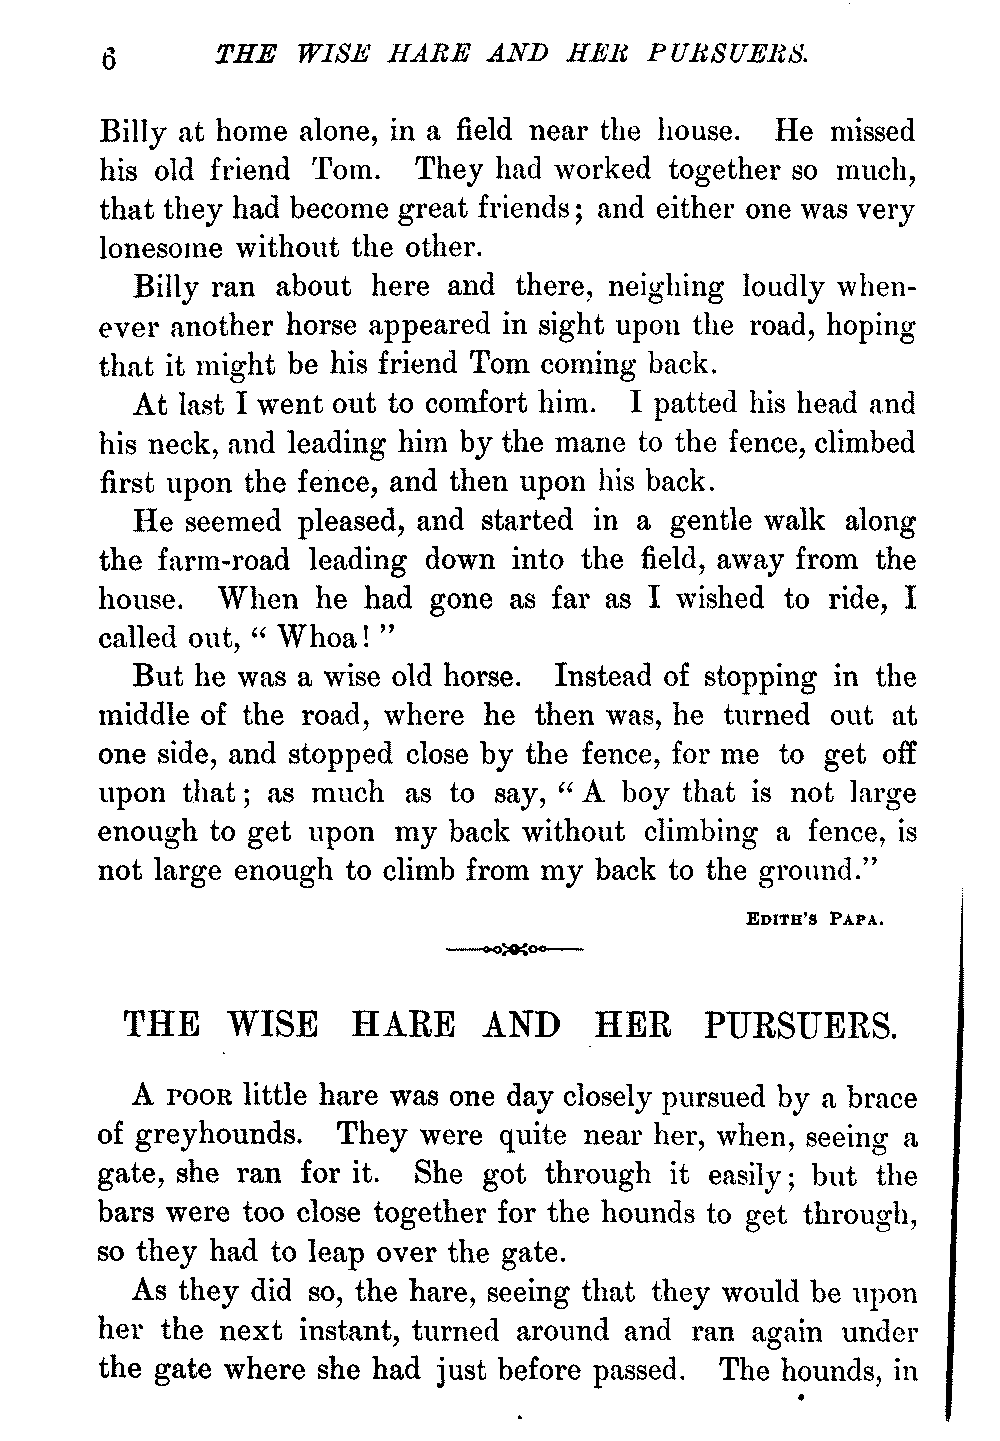 6 THE WISE HARE AND HER PURSUERS.
Billy at home alone, in a field near the house. He missed
his old friend Tom. They had worked together so much,
that they had become great friends; and either one was very
lonesome without the other.
Billy ran about here and there, neighing loudly when-
ever another horse appeared in sight upon the road, hoping
that it might be his friend Tom coming back.
At last I went out to comfort him. I patted his head and
his neck, and leading him by the mane to the fence, climbed
first upon the fence, and then upon his back.
He seemed pleased, and started in a gentle walk along
the farm-road leading down into the field, away from the
house. When he had gone as far as I wished to ride, I
called out, “ Whoa! ”
But he was a wise old horse. Instead of stopping in the
middle of the road, where he then was, he turned out at
one side, and stopped close by the fence, for me to get off
upon that; as much as to say, “ A boy that is not large
enough to get upon my back without climbing a fence, is
not large enough to climb from my back to the ground.”
EDITH'S PAPA.
THE WISE HARE AND HER PURSUERS.
A POOR little hare was one day closely pursued by a brace
of greyhounds. They were quite near her, when, seeing a
gate, she ran for it. She got through it easily; but the
bars were too close together for the hounds to get through,
so they had to leap over the gate.
As they did so, the hare, seeing that they would be upon
her the next instant, turned around and ran again under
the gate where she had just before passed. The hounds, in